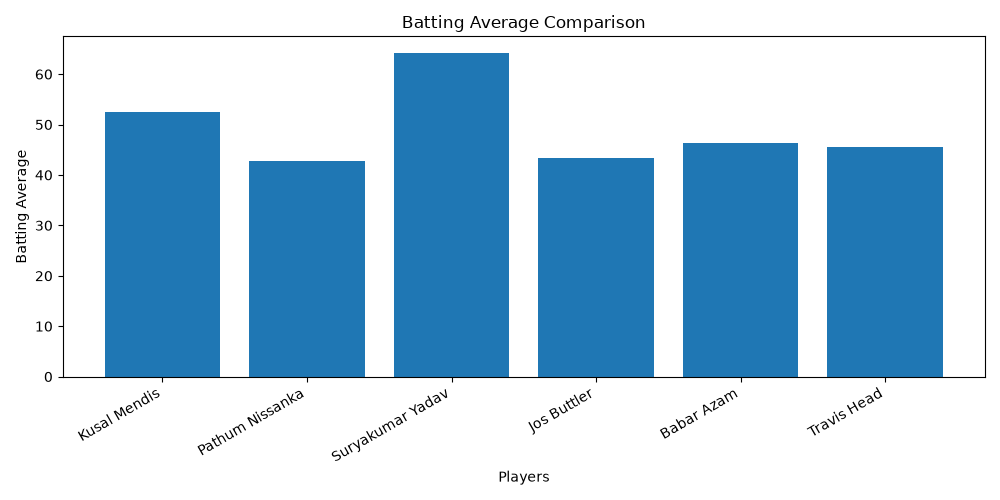 Batting Average Comparison
Batting Average
60
50
40
30
20
10
0
Kusal Mendis
Pathum Nissanka
Suryakumar Yadav
Jos Buttler
Babar Azam
Travis Head
Players